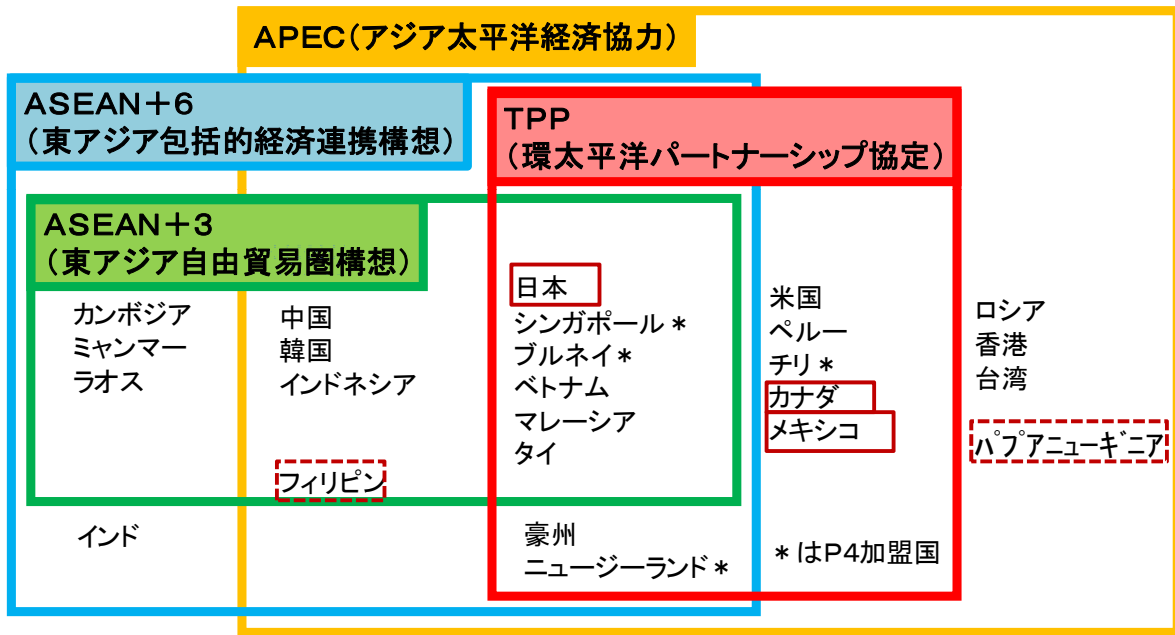 APEC(アジア太平洋経済協力)
ASEAN+6
(東アジア包括的経済連携構想)
TPP
(環太平洋パートナーシップ協定)
ASEAN+3
(東アジア自由貿易圏構想)
カンボジア
ミャンマー
ラオス
中国
韓国
インドネシア
フィリピン
日本
シンガポール*
ブルネイ*
ベトナム
マレーシア
タイ
米国
ペルー
チリ*
カナダ
メキシコ
ロシア
香港
台湾
パプアニューギニア
インド
豪州
ニュージーランド*
*はP4加盟国